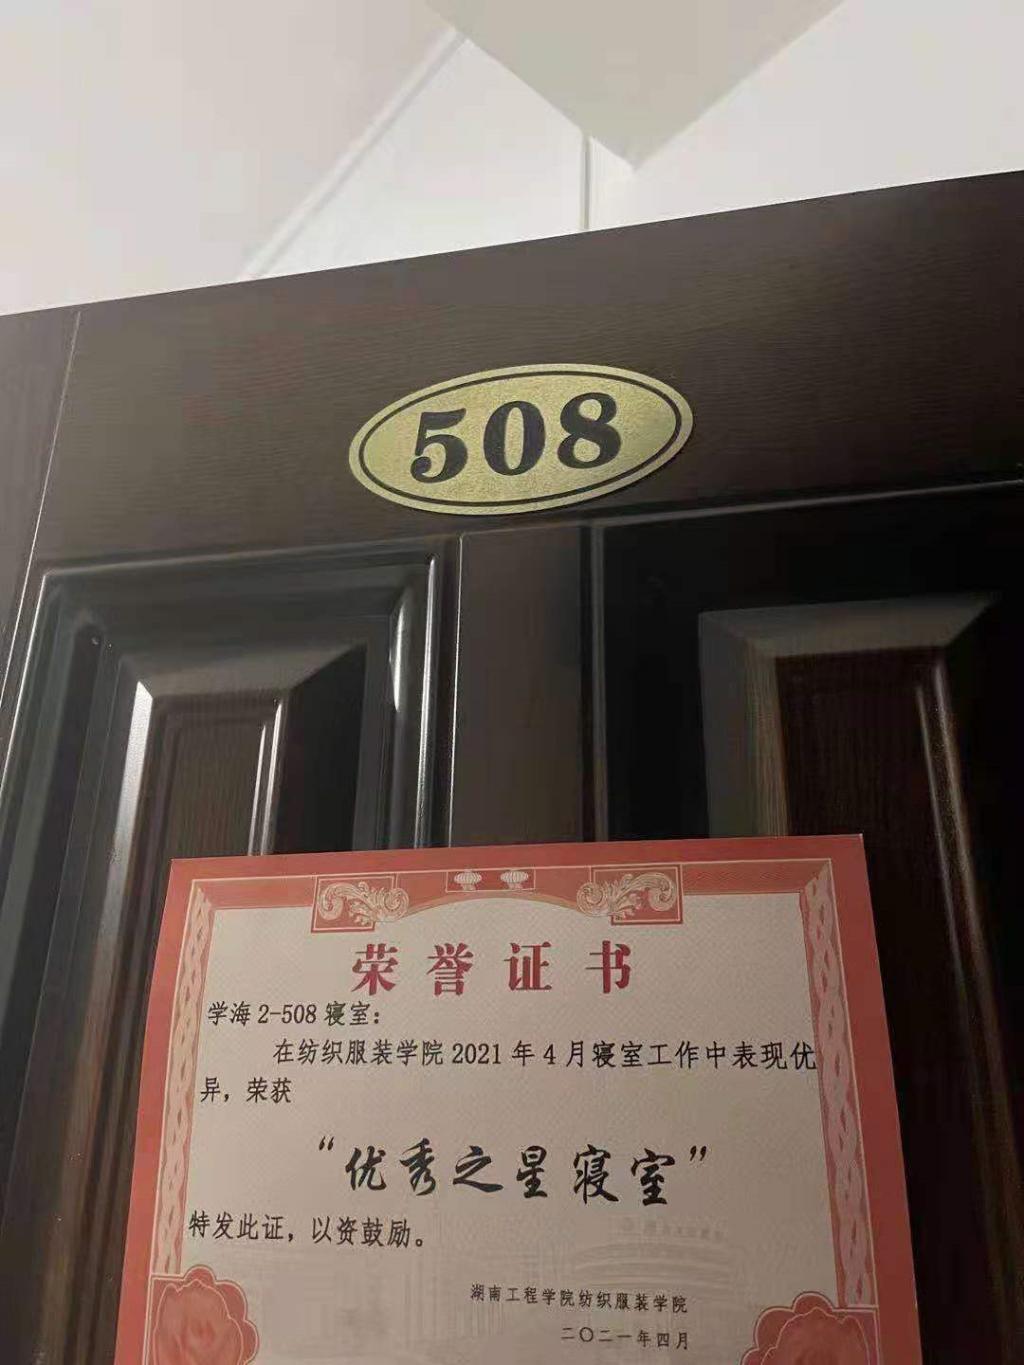 508
荣誉证书
学海2-508寝室：
在纺织服装学院2021年4月寝室工作中表现优
异，荣获
“优秀之星寝室”
特发此证，以资鼓励。
湖南工程学院纺织服装学院
二〇二一年四月